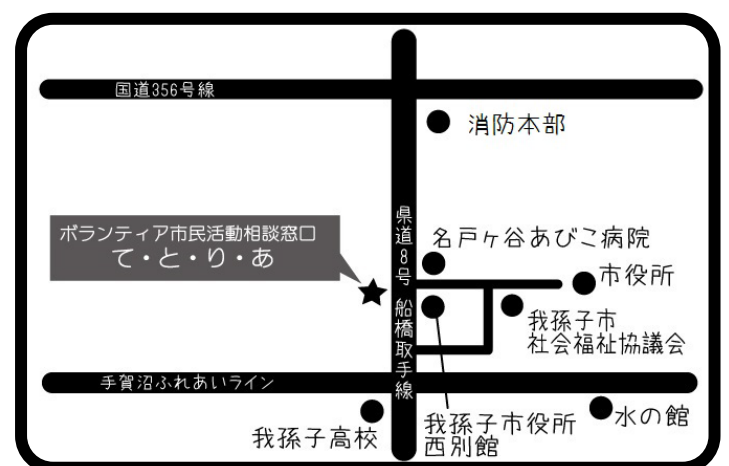 国道356号線
消防本部
県道8号 船橋取手線
ボランティア市民活動相談窓口
て・と・り・あ
名戸ヶ谷あびこ病院
市役所
我孫子市
社会福祉協議会
手賀沼ふれあいライン
我孫子高校
我孫子市役所
西別館
水の館